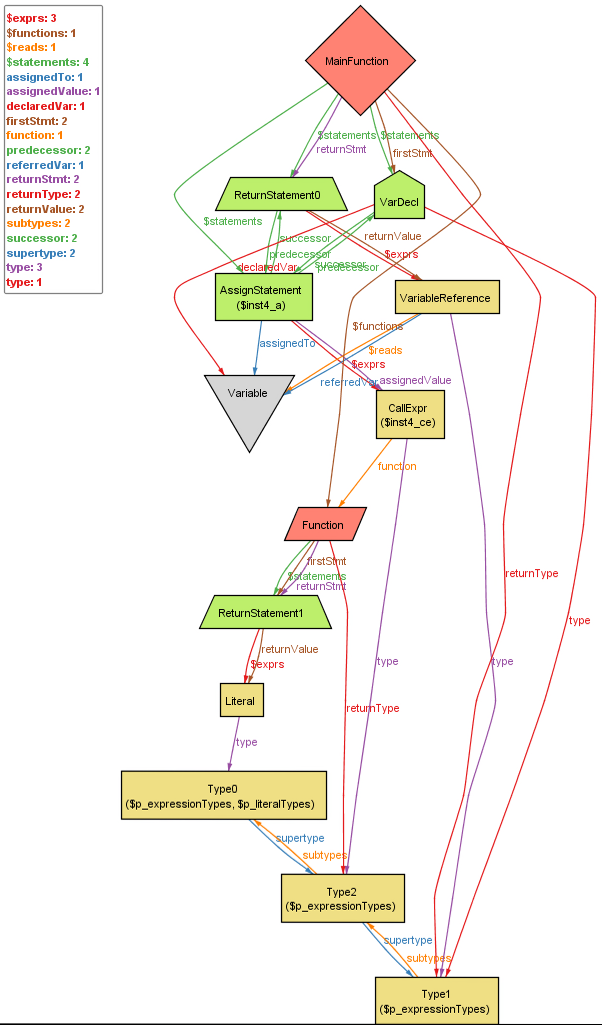 $exprs: 3
$functions: 1
$reads: 1
$statements: 4
assignedTo: 1
assignedValue: 1
declaredVar: 1
firstStmt: 2
function: 1
predecessor: 2
referredVar: 1
returnStmt: 2
returnType: 2
returnValue: 2
subtypes: 2
successor: 2
supertype: 2
type: 3
type: 1
MainFunction
$statements
$statements
returnStmt
firstStmt
ReturnStatement0
VarDecl
$statements
returnValue
successor
predecessor
$exprs
successor
declaredVar
predecessor
AssignStatement
($inst4_a)
VariableReference
$functions
assignedTo
$reads
$exprs
referredVar
assignedValue
Variable
CallExpr
($inst4_ce)
function
Function
firstStmt
$statements
returnStmt
returnType
ReturnStatement1
type
returnValue
$exprs
type
type
Literal
returnType
type
Type0
($p_expressionTypes, $p_literalTypes)
supertype
subtypes
Type2
($p_expressionTypes)
supertype
subtypes
Type1
($p_expressionTypes)